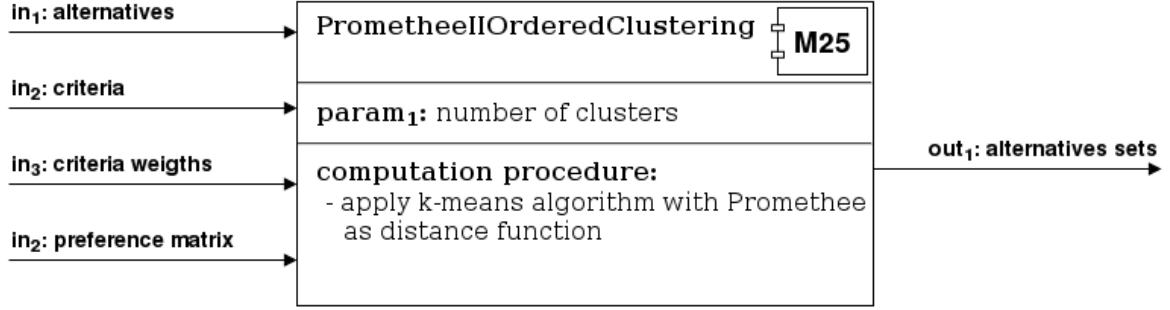 in₁: alternatives
PrometheeIIOrderedClustering
M25
in₂: criteria
param₁: number of clusters
in₃: criteria weigths
out₁: alternatives sets
computation procedure:
- apply k-means algorithm with Promethee
as distance function
in₂: preference matrix